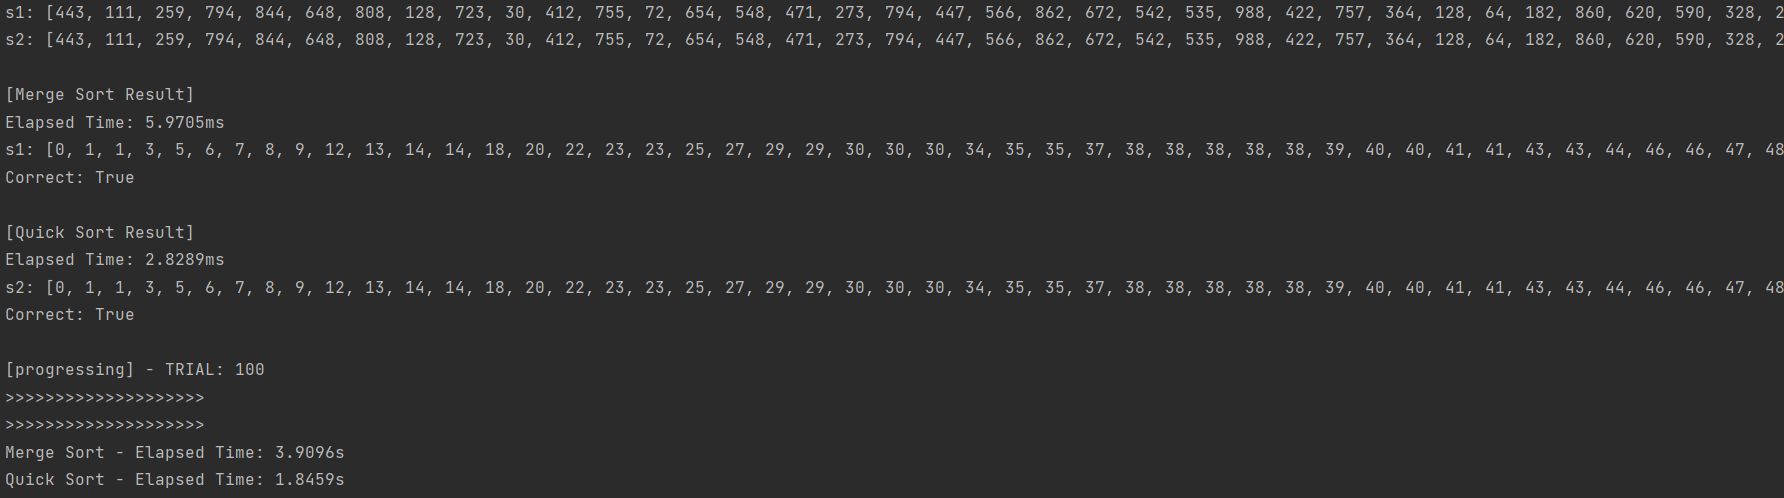 s1: [443, 111, 259, 794, 844, 648, 808, 128, 723, 30, 412, 755, 72, 654, 548, 471, 273, 794, 447, 566, 862, 672, 542, 535, 988, 422, 757, 364, 128, 64, 182, 860, 620, 590, 328, 2
s2: [443, 111, 259, 794, 844, 648, 808, 128, 723, 30, 412, 755, 72, 654, 548, 471, 273, 794, 447, 566, 862, 672, 542, 535, 988, 422, 757, 364, 128, 64, 182, 860, 620, 590, 328, 2
[Merge Sort Result]
Elapsed Time: 5.9705ms
s1: [0, 1, 1, 3, 5, 6, 7, 8, 9, 12, 13, 14, 14, 18, 20, 22, 23, 23, 25, 27, 29, 29, 30, 30, 30, 34, 35, 35, 37, 38, 38, 38, 38, 38, 39, 40, 40, 41, 41, 43, 43, 44, 46, 46, 47, 48
Correct: True
[Quick Sort Result]
Elapsed Time: 2.8289ms
s2: [0, 1, 1, 3, 5, 6, 7, 8, 9, 12, 13, 14, 14, 18, 20, 22, 23, 23, 25, 27, 29, 29, 30, 30, 30, 34, 35, 35, 37, 38, 38, 38, 38, 38, 39, 40, 40, 41, 41, 43, 43, 44, 46, 46, 47, 48
Correct: True
[progressing] - TRIAL: 100
>>>>>>>>>>>>>>>>>>>>
>>>>>>>>>>>>>>>>>>>>
Merge Sort - Elapsed Time: 3.9096s
Quick Sort - Elapsed Time: 1.8459s